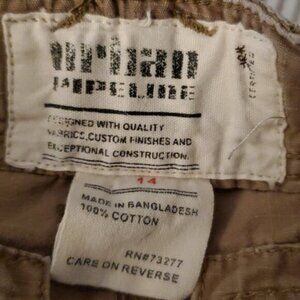 urban
PIPELINE
DESIGNED WITH QUALITY
FABRICS, CUSTOM FINISHES AND
EXCEPTIONAL CONSTRUCTION.
CERTIFIED
14
MADE IN BANGLADESH
100% COTTON
RN#73277
CARE ON REVERSE